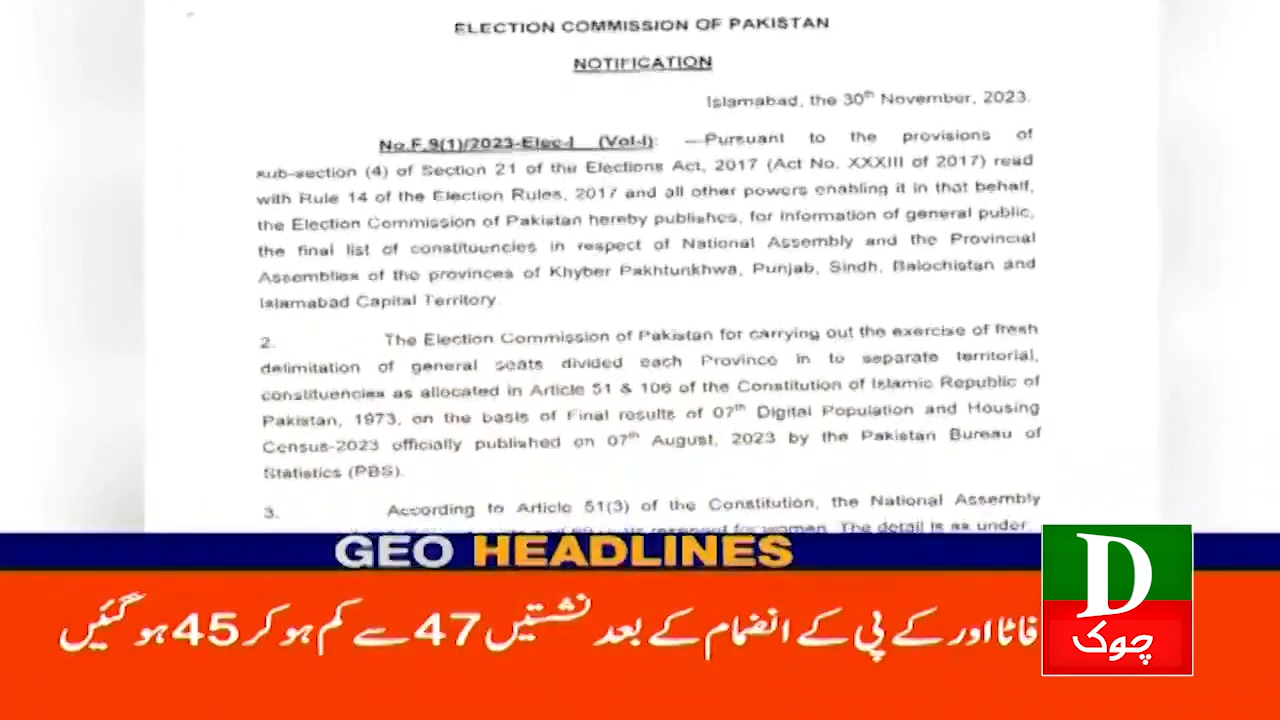 ELECTION COMMISSION OF PAKISTAN
NOTIFICATION
Islamabad, the 30th November, 2023.
No.F.9(1)/2023-Elec-I (Vol-I): —Pursuant to the provisions of
sub-section (4) of Section 21 of the Elections Act, 2017 (Act No. XXXIII of 2017) read
with Rule 14 of the Election Rules, 2017 and all other powers enabling it in that behalf,
the Election Commission of Pakistan hereby publishes, for information of general public,
the final list of constituencies in respect of National Assembly and the Provincial
Assemblies of the provinces of Khyber Pakhtunkhwa, Punjab, Sindh, Balochistan and
Islamabad Capital Territory.
2. The Election Commission of Pakistan for carrying out the exercise of fresh
delimitation of general seats divided each Province in to separate territorial,
constituencies as allocated in Article 51 & 106 of the Constitution of Islamic Republic of
Pakistan, 1973, on the basis of Final results of 07th Digital Population and Housing
Census-2023 officially published on 07th August, 2023 by the Pakistan Bureau of
Statistics (PBS).
3. According to Article 51(3) of the Constitution, the National Assembly
for women. The detail is as under.
GEO HEADLINES
فاٹا اور کے پی کے انضمام کے بعد نشستیں 47 سے کم ہو کر 45 ہو گئیں
D
چوک